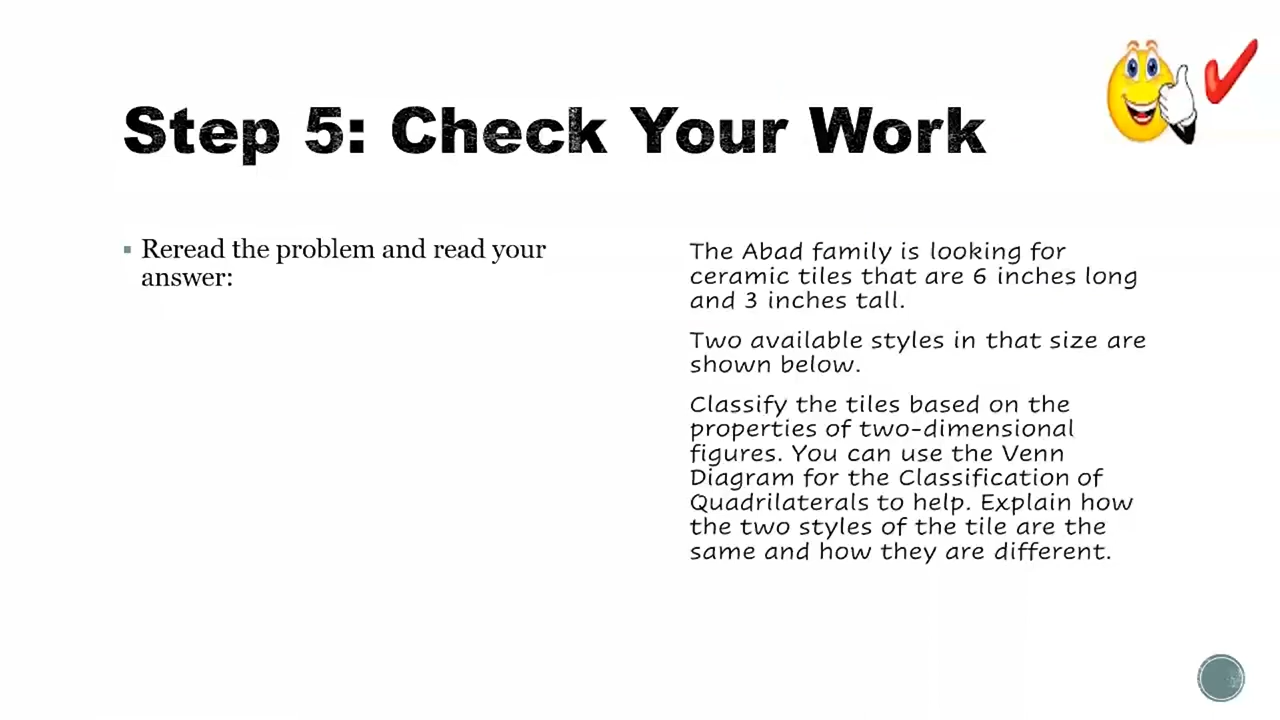 Step 5: Check Your Work
Reread the problem and read your
answer:
The Abad family is looking for
ceramic tiles that are 6 inches long
and 3 inches tall.
Two available styles in that size are
shown below.
Classify the tiles based on the
properties of two-dimensional
figures. You can use the Venn
Diagram for the Classification of
Quadrilaterals to help. Explain how
the two styles of the tile are the
same and how they are different.